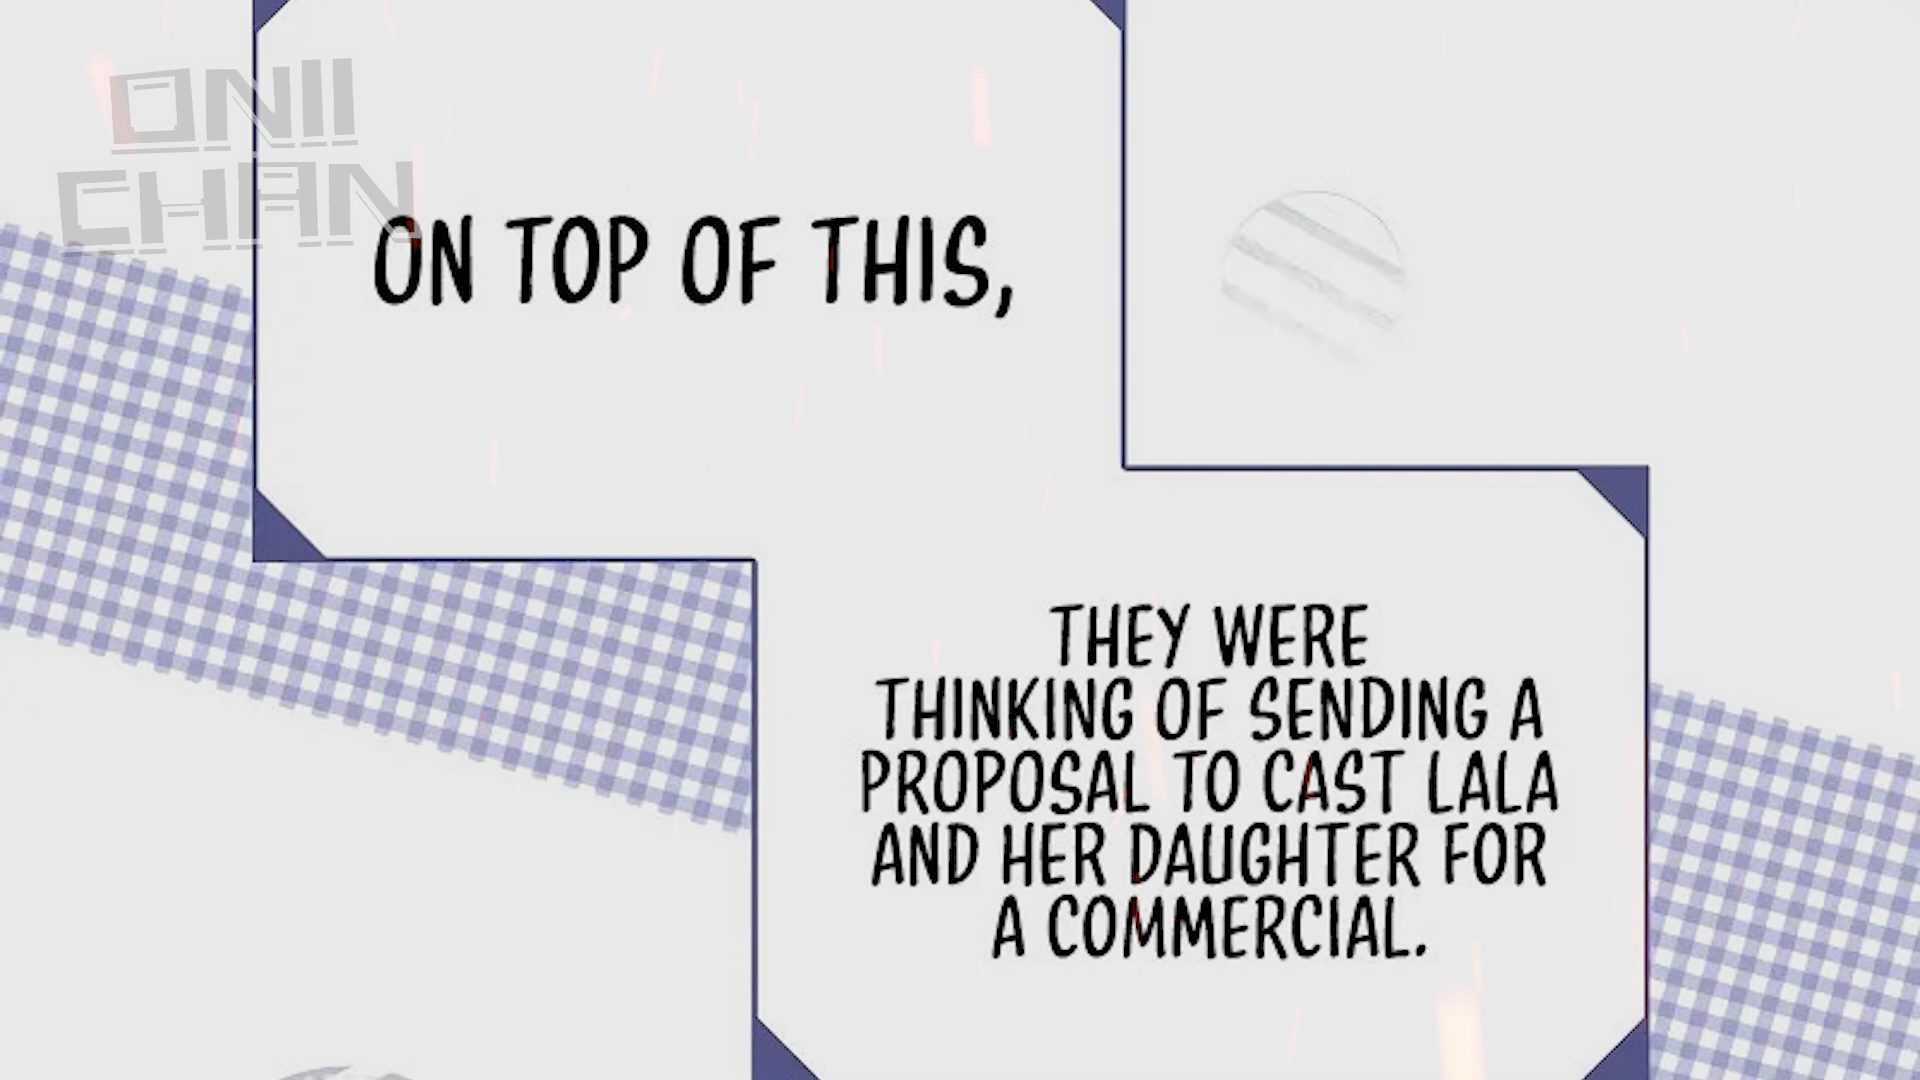 ONII
CHAN
ON TOP OF THIS,
THEY WERE
THINKING OF SENDING A
PROPOSAL TO CAST LALA
AND HER DAUGHTER FOR
A COMMERCIAL.